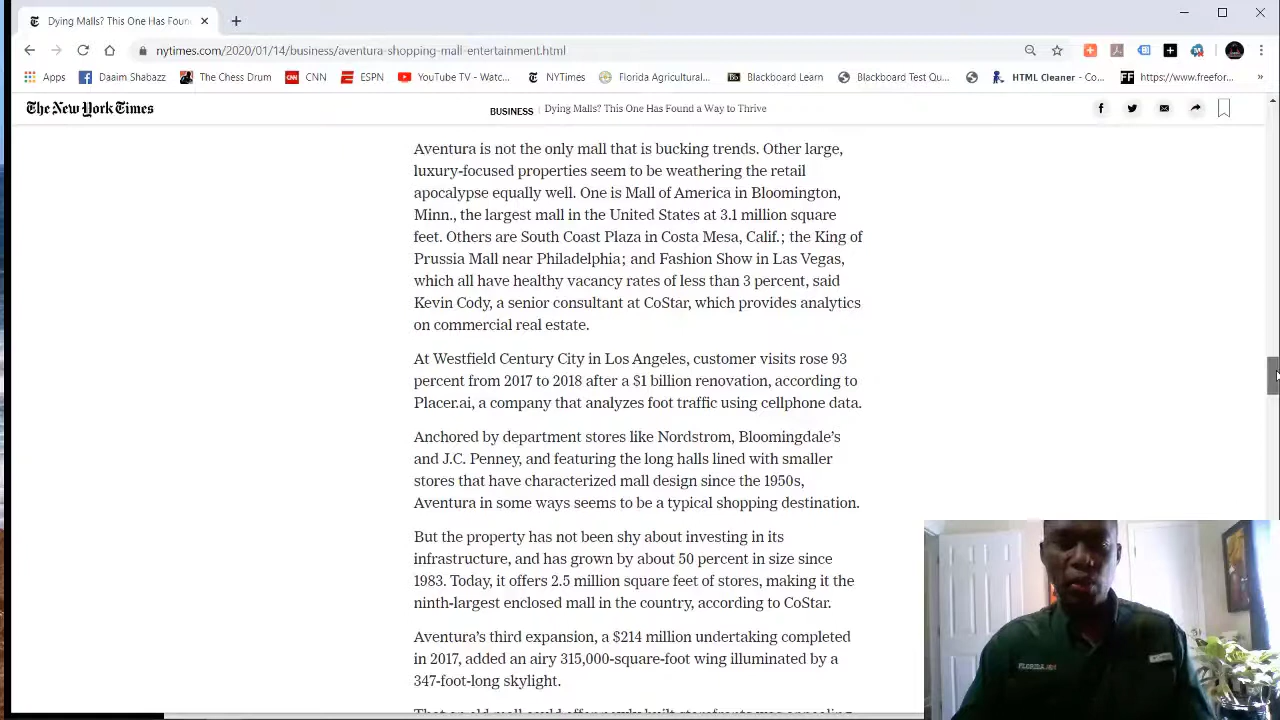 Dying Malls? This One Has Foun
nytimes.com/2020/01/14/business/aventura-shopping-mall-entertainment.html
Apps
Daaim Shabazz
The Chess Drum
CNN
ESPN
YouTube TV - Watc...
NYTimes
Florida Agricultural...
Blackboard Learn
Blackboard Test Qu...
HTML Cleaner - Co...
https://www.freefor...
The New York Times
BUSINESS | Dying Malls? This One Has Found a Way to Thrive
Aventura is not the only mall that is bucking trends. Other large,
luxury-focused properties seem to be weathering the retail
apocalypse equally well. One is Mall of America in Bloomington,
Minn., the largest mall in the United States at 3.1 million square
feet. Others are South Coast Plaza in Costa Mesa, Calif.; the King of
Prussia Mall near Philadelphia; and Fashion Show in Las Vegas,
which all have healthy vacancy rates of less than 3 percent, said
Kevin Cody, a senior consultant at CoStar, which provides analytics
on commercial real estate.
At Westfield Century City in Los Angeles, customer visits rose 93
percent from 2017 to 2018 after a $1 billion renovation, according to
Placer.ai, a company that analyzes foot traffic using cellphone data.
Anchored by department stores like Nordstrom, Bloomingdale's
and J.C. Penney, and featuring the long halls lined with smaller
stores that have characterized mall design since the 1950s,
Aventura in some ways seems to be a typical shopping destination.
But the property has not been shy about investing in its
infrastructure, and has grown by about 50 percent in size since
1983. Today, it offers 2.5 million square feet of stores, making it the
ninth-largest enclosed mall in the country, according to CoStar.
Aventura's third expansion, a $214 million undertaking completed
in 2017, added an airy 315,000-square-foot wing illuminated by a
347-foot-long skylight.